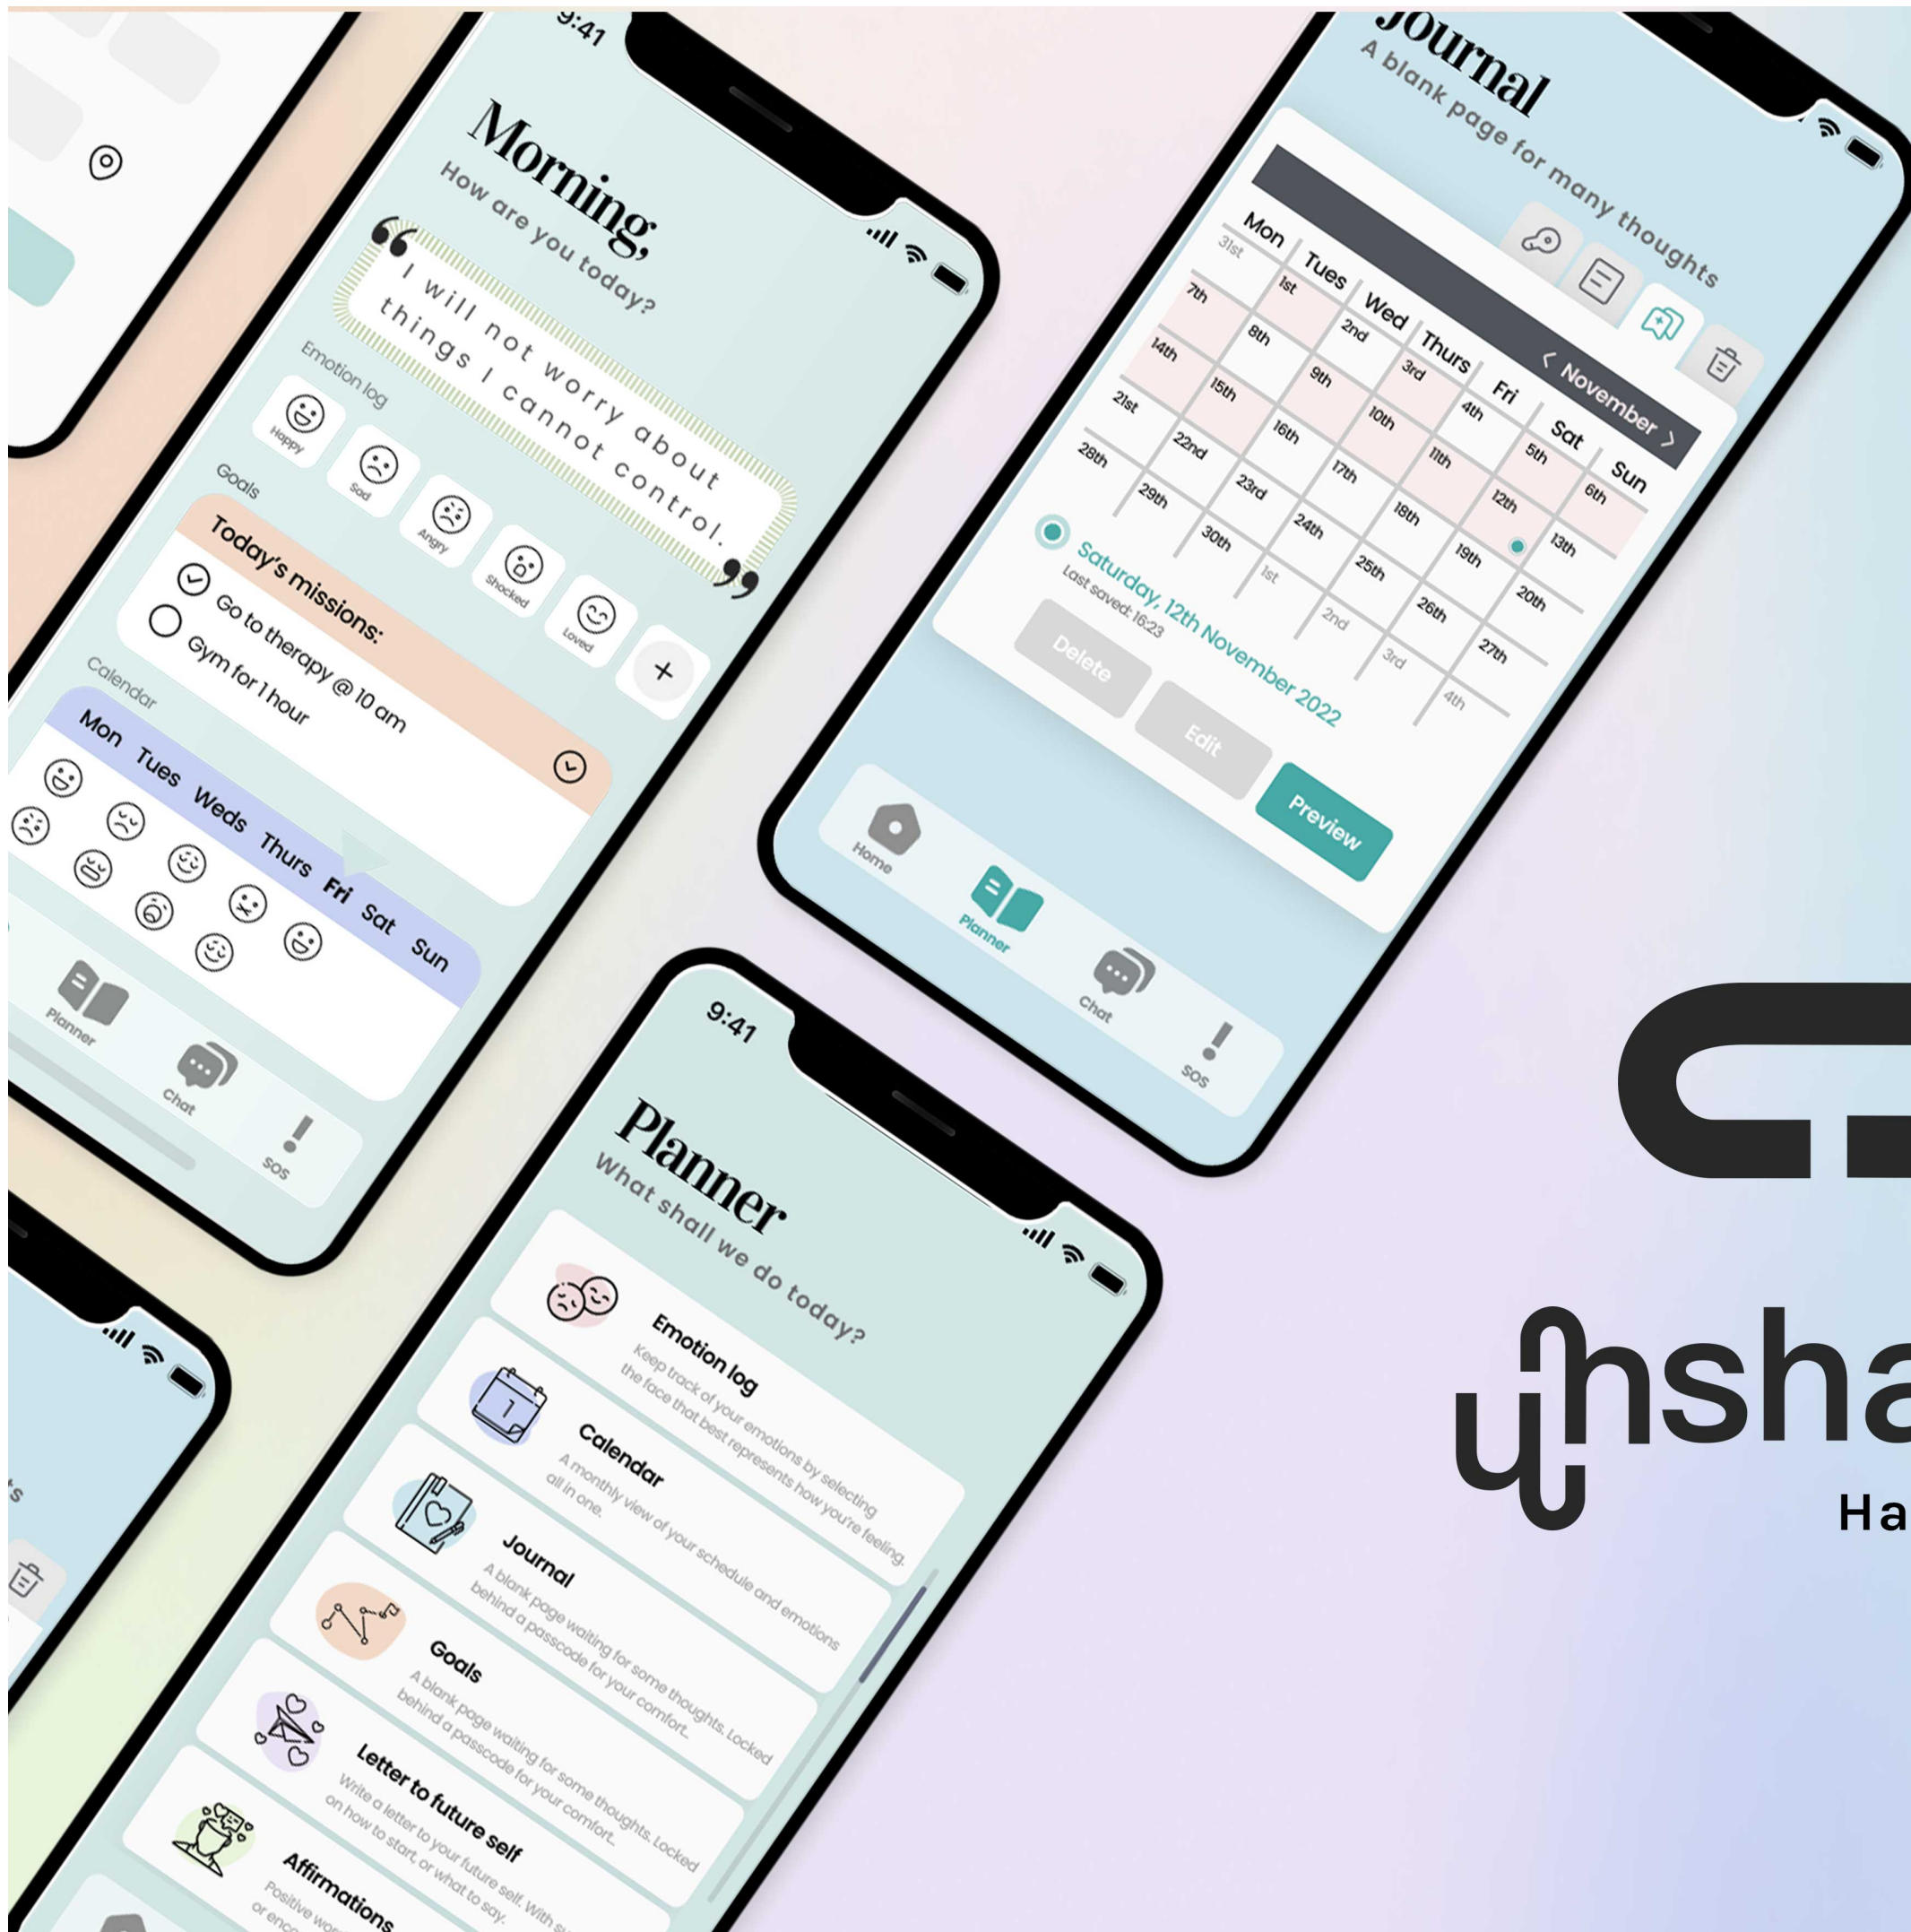 9:41
Morning,
How are you today?
“
I will not worry about
things I cannot control.
”
Emotion log
Happy
Sad
Angry
Shocked
Loved
+
Goals
Today's missions:
Go to therapy @ 10 am
Gym for 1 hour
Calendar
Mon Tues Weds Thurs Fri Sat Sun
Planner
Chat
SOS
Journal
A blank page for many thoughts
< November >
Mon Tues Wed Thurs Fri Sat Sun
31st 1st 2nd 3rd 4th 5th 6th
7th 8th 9th 10th 11th 12th 13th
14th 15th 16th 17th 18th 19th 20th
21st 22nd 23rd 24th 25th 26th 27th
28th 29th 30th 1st 2nd 3rd 4th
Saturday, 12th November 2022
Last saved: 16:23
Delete
Edit
Preview
Home
Planner
Chat
SOS
9:41
Planner
What shall we do today?
Emotion log
Keep track of your emotions by selecting
the face that best represents how you're feeling.
Calendar
A monthly view of your schedule and emotions
all in one.
Journal
A blank page waiting for some thoughts. Locked
behind a passcode for your comfort..
Goals
A blank page waiting for some thoughts. Locked
behind a passcode for your comfort..
Letter to future self
Write a letter to your future self. With
on how to start, or what to say.
Affirmations
Positive
or
unsha
Ha